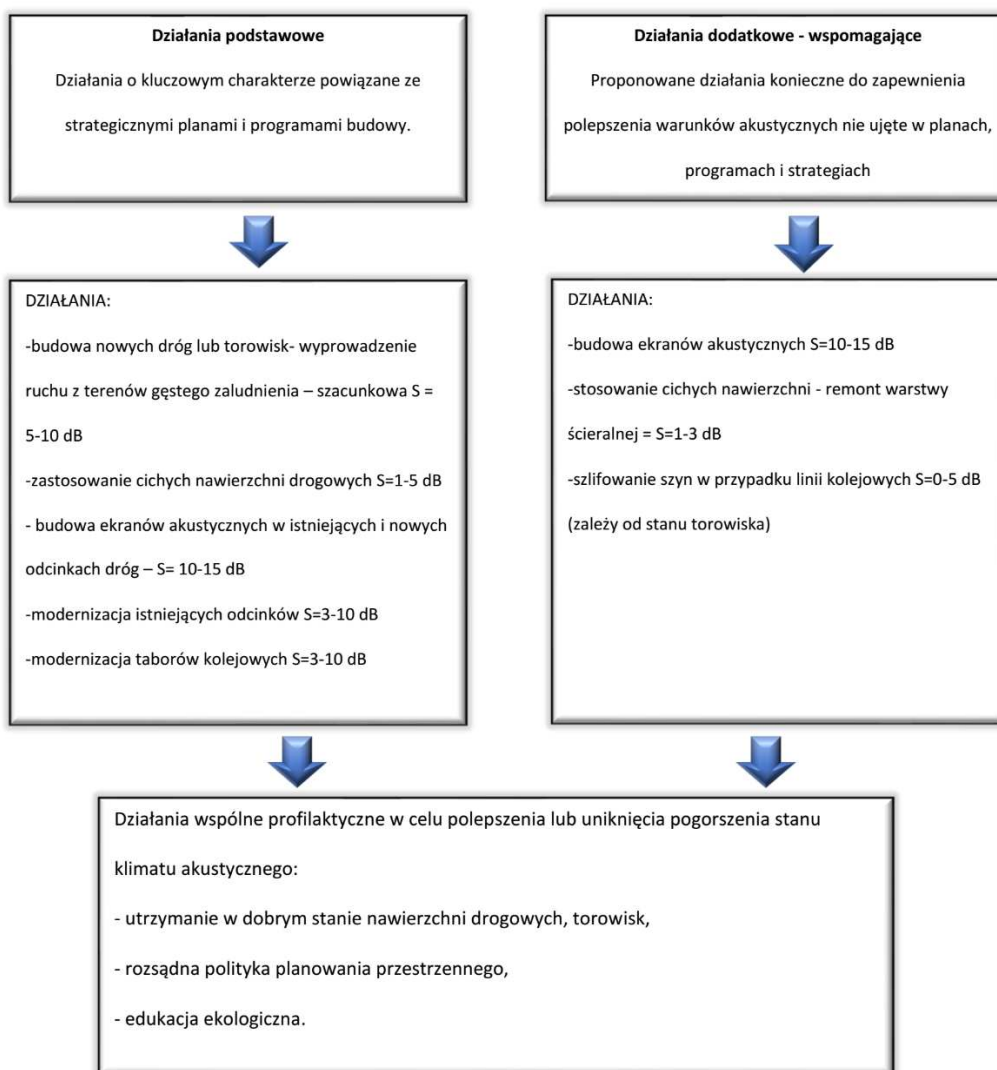 Działania podstawowe
Działania o kluczowym charakterze powiązane ze
strategicznymi planami i programami budowy.
Działania dodatkowe - wspomagające
Proponowane działania konieczne do zapewnienia
polepszenia warunków akustycznych nie ujęte w planach,
programach i strategiach
DZIAŁANIA:
-budowa nowych dróg lub torowisk- wyprowadzenie
ruchu z terenów gęstego zaludnienia – szacunkowa S =
5-10 dB
-zastosowanie cichych nawierzchni drogowych S=1-5 dB
- budowa ekranów akustycznych w istniejących i nowych
odcinkach dróg – S= 10-15 dB
-modernizacja istniejących odcinków S=3-10 dB
-modernizacja taborów kolejowych S=3-10 dB
DZIAŁANIA:
-budowa ekranów akustycznych S=10-15 dB
-stosowanie cichych nawierzchni - remont warstwy
ścieralnej = S=1-3 dB
-szlifowanie szyn w przypadku linii kolejowych S=0-5 dB
(zależy od stanu torowiska)
Działania wspólne profilaktyczne w celu polepszenia lub uniknięcia pogorszenia stanu
klimatu akustycznego:
- utrzymanie w dobrym stanie nawierzchni drogowych, torowisk,
- rozsądna polityka planowania przestrzennego,
- edukacja ekologiczna.